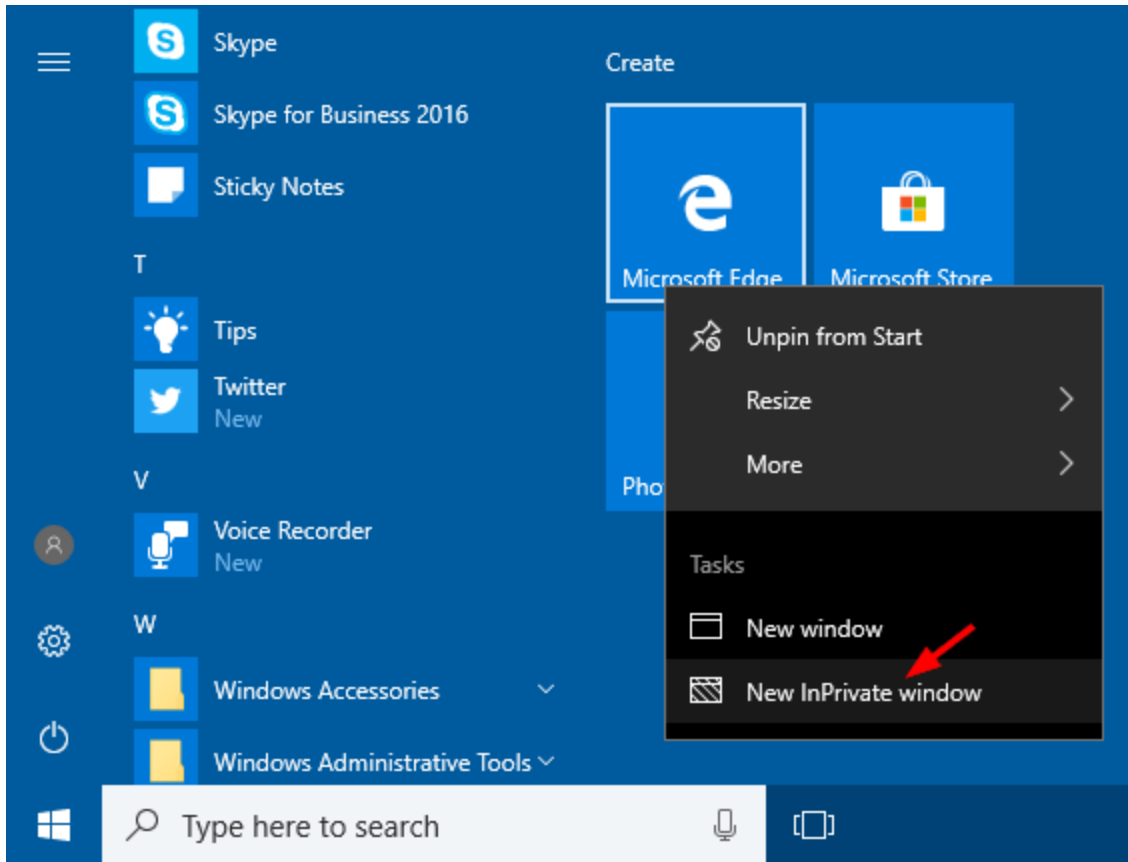 Skype
Skype for Business 2016
Sticky Notes
T
Tips
Twitter
New
V
Voice Recorder
New
W
Windows Accessories
Windows Administrative Tools
Type here to search
Create
Microsoft Edge
Microsoft Store
Pho
Unpin from Start
Resize
More
Tasks
New window
New InPrivate window